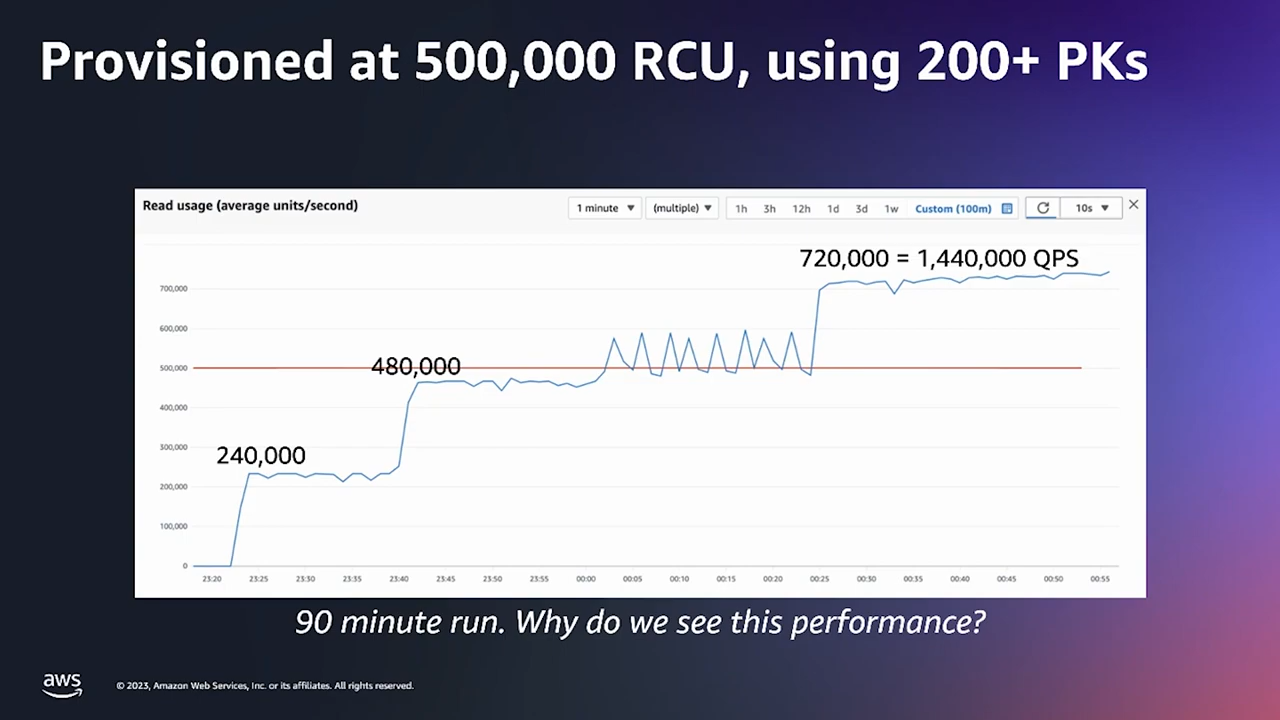 Provisioned at 500,000 RCU, using 200+ PKs
Read usage (average units/second)
1 minute ▼ (multiple) ▼ 1h 3h 12h 1d 3d 1w Custom (100m) 10s ▼
720,000 = 1,440,000 QPS
700,000
600,000
500,000
480,000
400,000
300,000
240,000
200,000
100,000
0
23:20 23:25 23:30 23:35 23:40 23:45 23:50 23:55 00:00 00:05 00:10 00:15 00:20 00:25 00:30 00:35 00:40 00:45 00:50 00:55
90 minute run. Why do we see this performance?
aws
© 2023, Amazon Web Services, Inc. or its affiliates. All rights reserved.